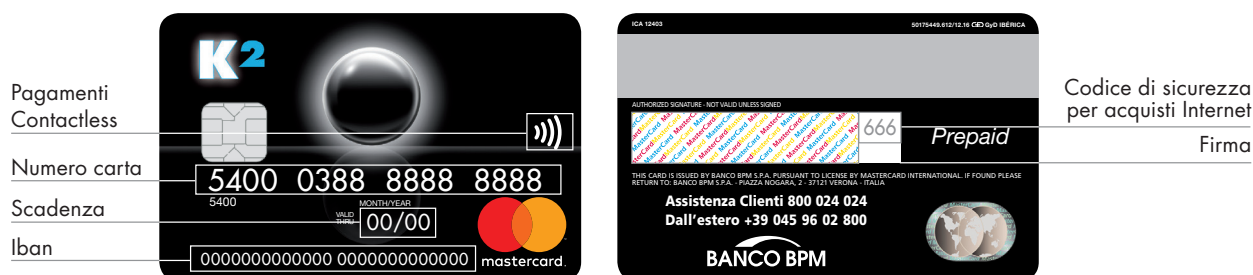 Pagamenti
Contactless
Numero carta
Scadenza
Iban
K2
5400 0388 8888 8888
5400
MONTH/YEAR
VALID
THRU
00/00
0000000000000 0000000000000
mastercard.
ICA 12403
50175449.612/12.16 G&D GyD IBÉRICA
AUTHORIZED SIGNATURE - NOT VALID UNLESS SIGNED
MasterCard MasterCard MasterCard
666
Prepaid
THIS CARD IS ISSUED BY BANCO BPM S.P.A. PURSUANT TO LICENSE BY MASTERCARD INTERNATIONAL. IF FOUND PLEASE
RETURN TO: BANCO BPM S.P.A. - PIAZZA NOGARA, 2 - 37121 VERONA - ITALIA
Assistenza Clienti 800 024 024
Dall'estero +39 045 96 02 800
BANCO BPM
Codice di sicurezza
per acquisti Internet
Firma